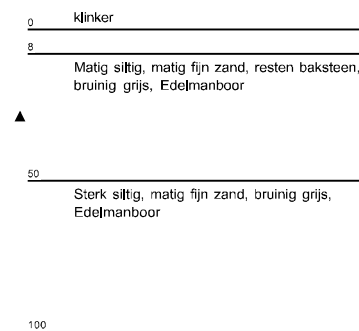 0 klinker
8
Matig siltig, matig fijn zand, resten baksteen,
bruinig grijs, Edelmanboor
50
Sterk siltig, matig fijn zand, bruinig grijs,
Edelmanboor
100